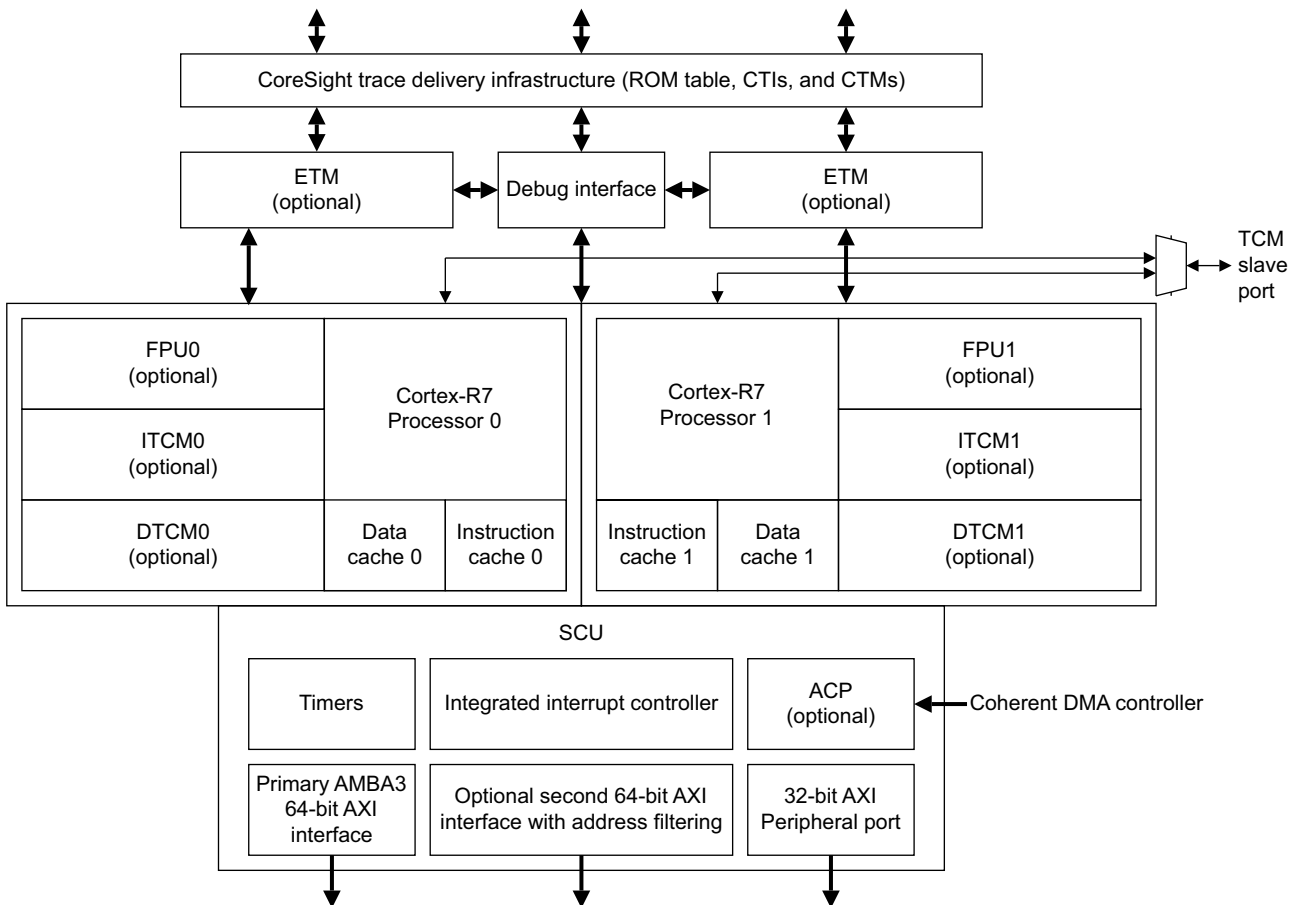 CoreSight trace delivery infrastructure (ROM table, CTIs, and CTMs)
ETM
(optional)
Debug interface
ETM
(optional)
TCM
slave
port
FPU0
(optional)
Cortex-R7
Processor 0
ITCM0
(optional)
DTCM0
(optional)
Data
cache 0
Instruction
cache 0
Cortex-R7
Processor 1
FPU1
(optional)
ITCM1
(optional)
Instruction
cache 1
Data
cache 1
DTCM1
(optional)
SCU
Timers
Integrated interrupt controller
ACP
(optional)
Coherent DMA controller
Primary AMBA3
64-bit AXI
interface
Optional second 64-bit AXI
interface with address filtering
32-bit AXI
Peripheral port